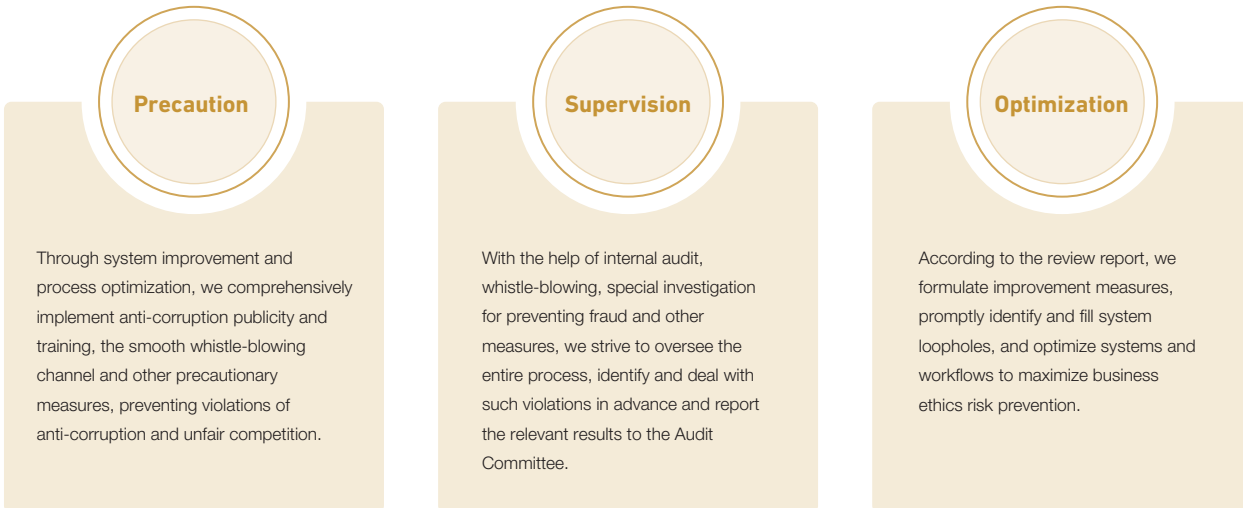 Precaution
Through system improvement and
process optimization, we comprehensively
implement anti-corruption publicity and
training, the smooth whistle-blowing
channel and other precautionary
measures, preventing violations of
anti-corruption and unfair competition.
Supervision
With the help of internal audit,
whistle-blowing, special investigation
for preventing fraud and other
measures, we strive to oversee the
entire process, identify and deal with
such violations in advance and report
the relevant results to the Audit
Committee.
Optimization
According to the review report, we
formulate improvement measures,
promptly identify and fill system
loopholes, and optimize systems and
workflows to maximize business
ethics risk prevention.